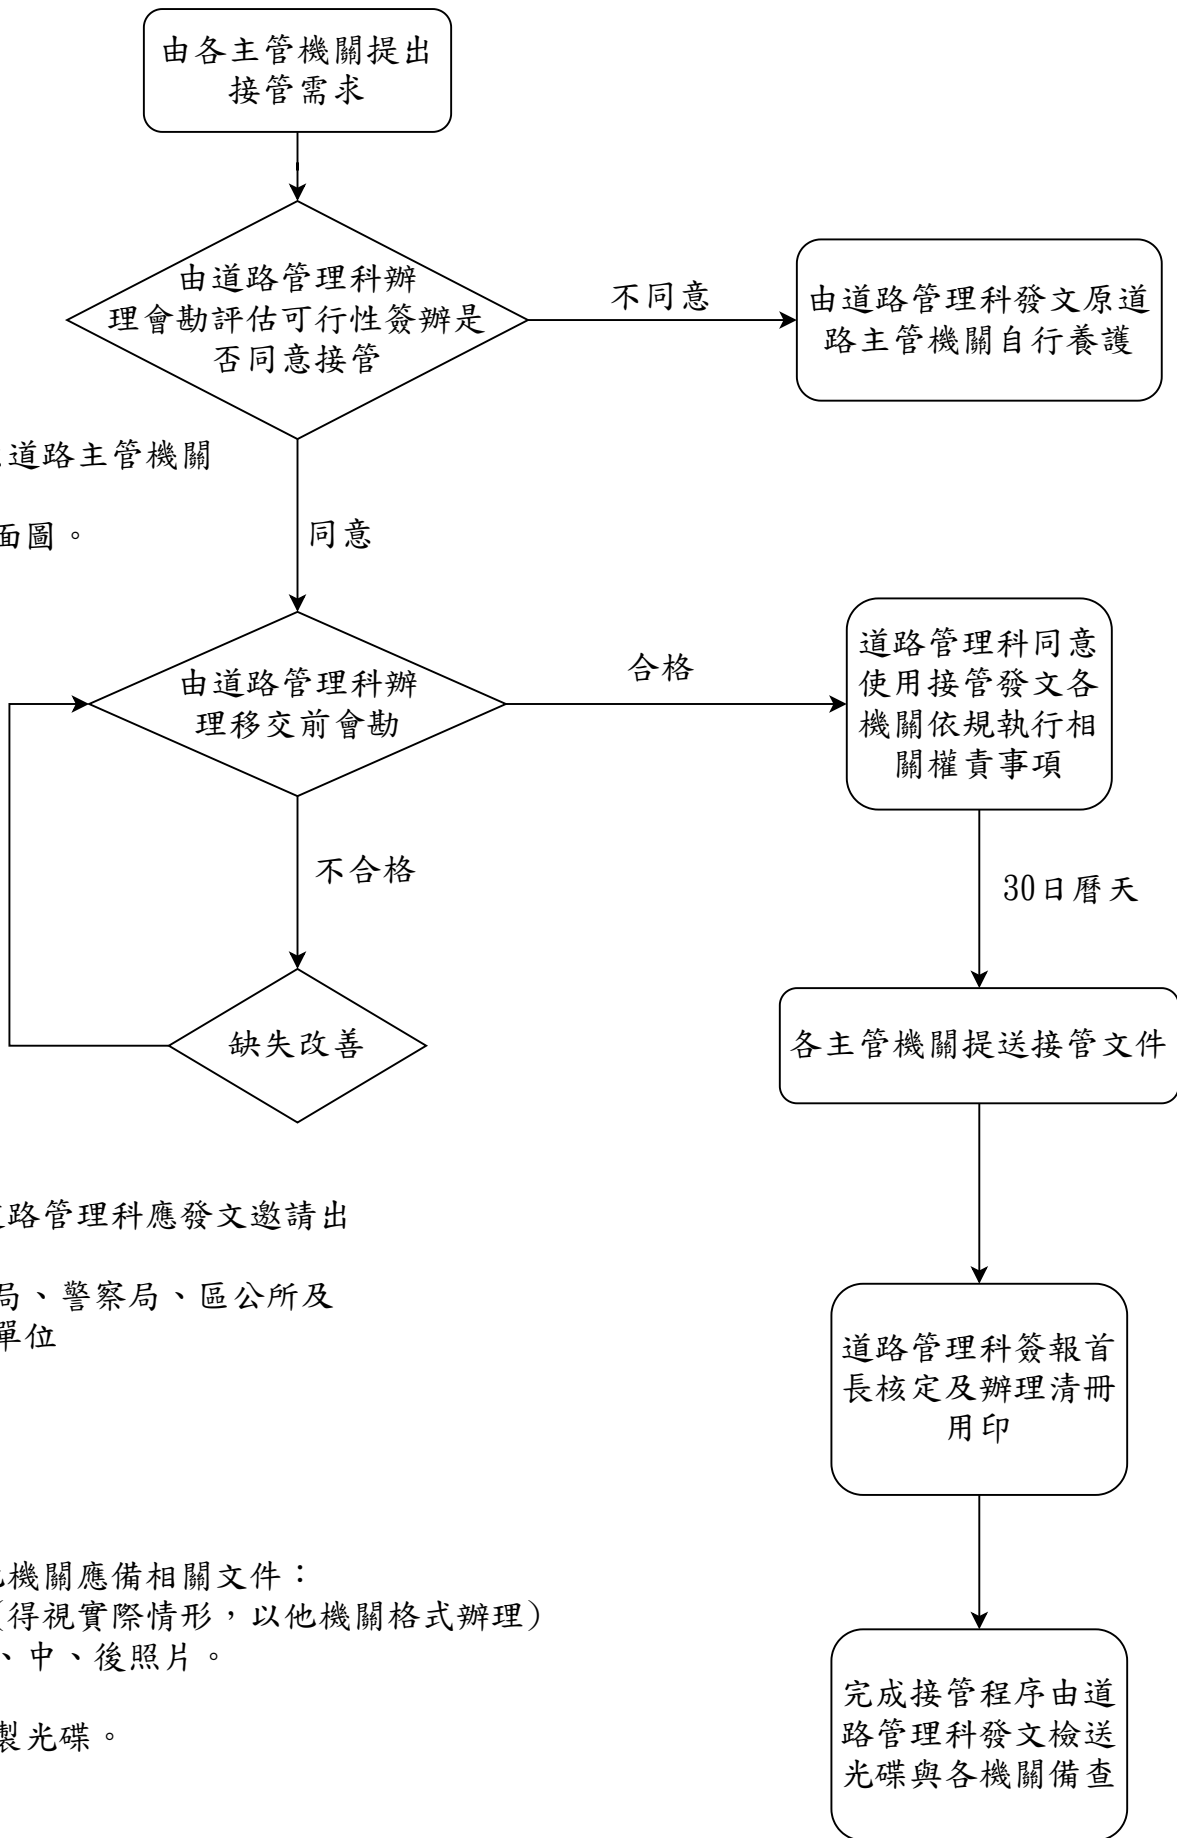 由各主管機關提出
接管需求
由道路管理科辦
理會勘評估可行性簽辦是
否同意接管
不同意
由道路管理科發文原道
路主管機關自行養護
道路主管機關
面圖。
同意
由道路管理科辦
理移交前會勘
合格
道路管理科同意
使用接管發文各
機關依規執行相
關權責事項
不合格
30日曆天
缺失改善
各主管機關提送接管文件
路管理科應發文邀請出
局、警察局、區公所及
單位
道路管理科簽報首
長核定及辦理清冊
用印
機關應備相關文件：
(得視實際情形，以他機關格式辦理)
、中、後照片。
製光碟。
完成接管程序由道
路管理科發文檢送
光碟與各機關備查